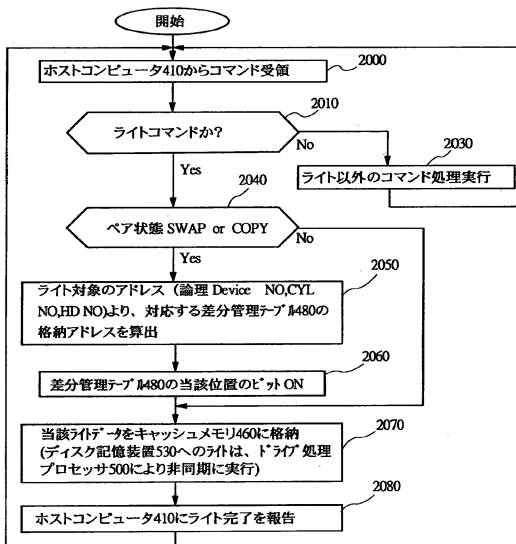 開始
2000
ホストコンピュータ410からコマンド受領
2010
ライトコマンドか?
No
Yes
2030
ライト以外のコマンド処理実行
2040
ペア状態 SWAP or COPY
No
Yes
2050
ライト対象のアドレス (論理 Device NO,CYL
NO,HD NO)より、対応する差分管理テーブル480の
格納アドレスを算出
2060
差分管理テーブル480の当該位置のビット ON
2070
当該ライトデータをキャッシュメモリ460に格納
(ディスク記憶装置530へのライトは、ドライブ処理
プロセッサ500により非同期に実行)
2080
ホストコンピュータ410にライト完了を報告